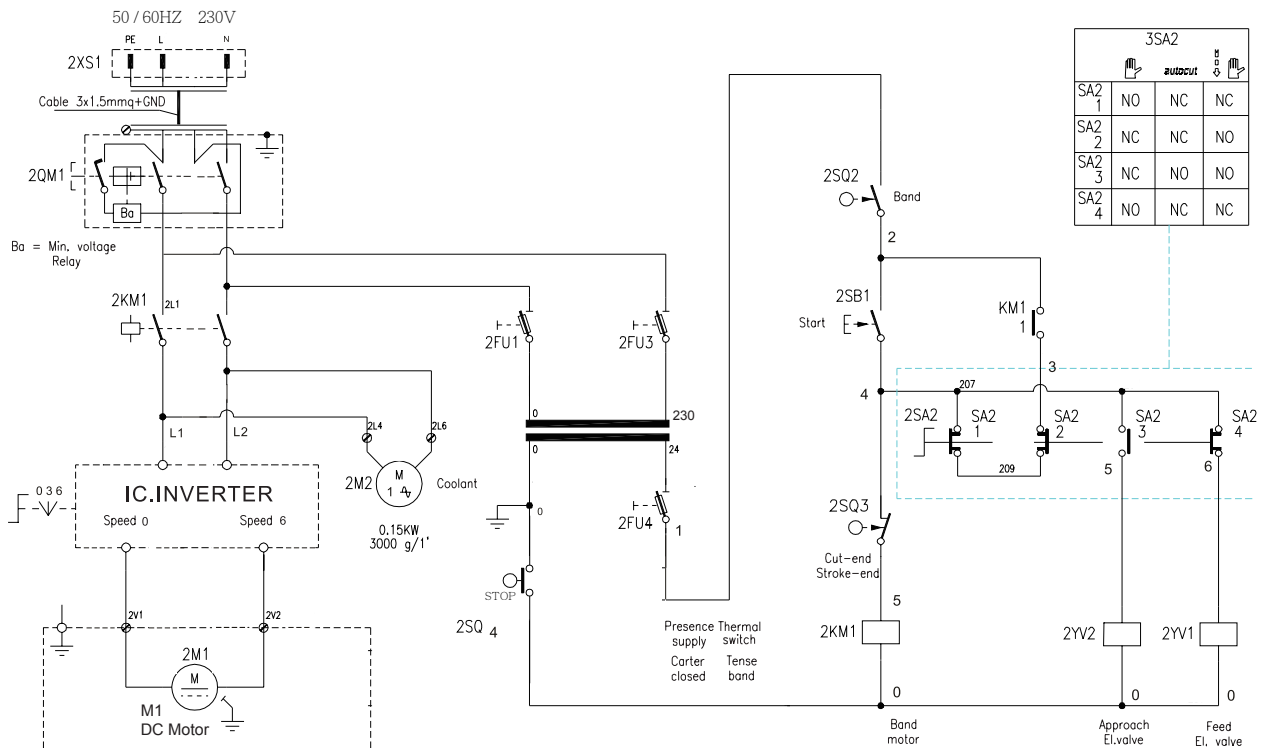 50 / 60HZ 230V
PE L N
2XS1
Cable 3x1.5mmq+GND
2QM1
Ba
Ba = Min. voltage
Relay
2KM1
2L1
L1 L2
2L4 2L6
IC.INVERTER
0 3 6
Speed 0 Speed 6
M
1
2M2
Coolant
0.15KW
3000 g/1'
2V1 2V2
2M1
M
M1
DC Motor
2FU1
2FU3
0 230
0 24
0
2FU4
1
STOP
2SQ 4
Presence Thermal
supply switch
Carter Tense
closed band
2SQ2
Band
2
2SB1
Start
KM1
1
3
4
207
2SA2
SA2
1
SA2
2
SA2
3
SA2
4
209
5
6
2SQ3
Cut-end
Stroke-end
5
2KM1
2YV2
2YV1
0 0 0
Band
motor
Approach
El.valve
Feed
El. valve
3SA2
autocut
SA2 1 NO NC NC
SA2 2 NC NC NO
SA2 3 NC NO NO
SA2 4 NO NC NC